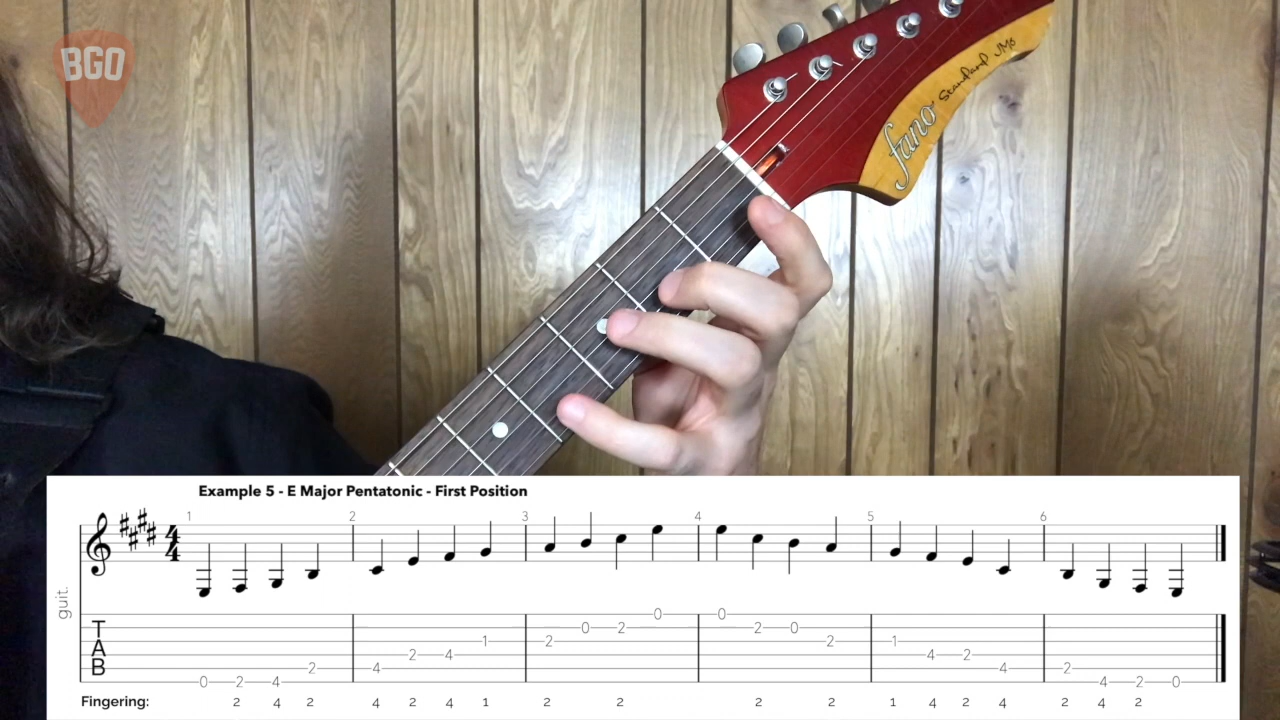 BGO
fano Standard JM6
Example 5 - E Major Pentatonic - First Position
1 2 3 4 5 6
4
4
guit.
T
A
B
0 2 4 2 4 2 4 1 2 0 2 0 0 2 0 2 1 4 2 4 2 4 2 0
Fingering: 2 4 2 4 2 4 1 2 2 2 2 1 4 2 4 2 4 2